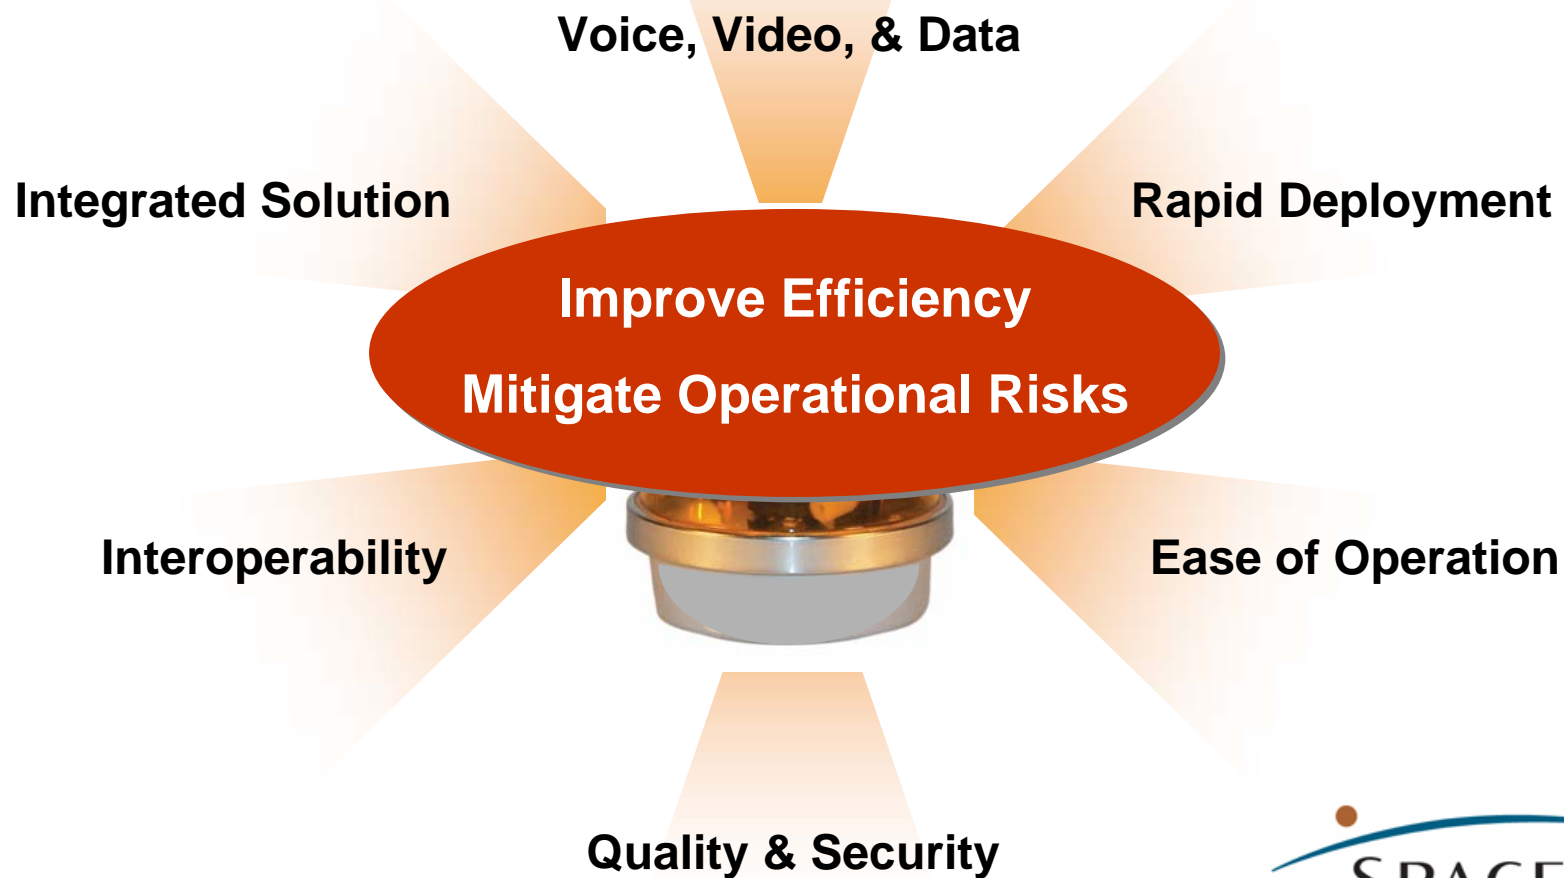 Voice, Video, & Data
Integrated Solution
Rapid Deployment
Improve Efficiency
Mitigate Operational Risks
Interoperability
Ease of Operation
Quality & Security